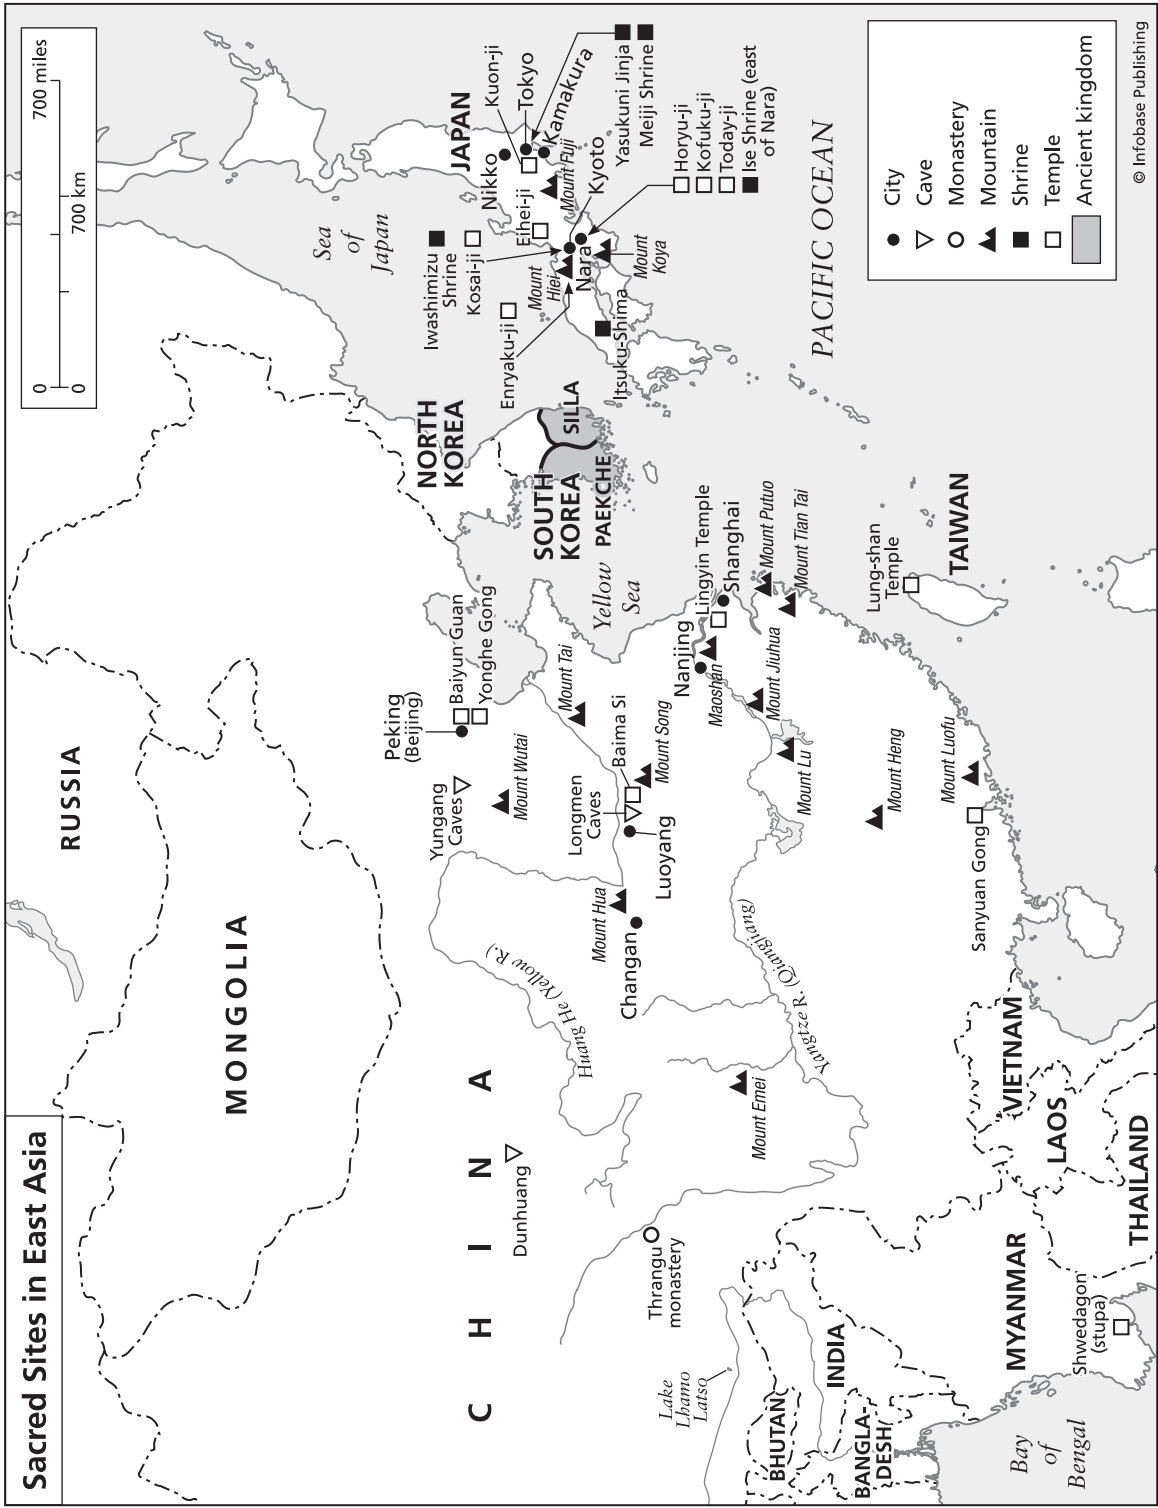 Sacred Sites in East Asia
0
700 miles
0
700 km
RUSSIA
MONGOLIA
CHINA
NORTH
KOREA
SOUTH
KOREA
PAEKCHE
SILLA
JAPAN
TAIWAN
VIETNAM
LAOS
THAILAND
MYANMAR
INDIA
BHUTAN
BANGLA-
DESH
Sea
of
Japan
Yellow
Sea
PACIFIC OCEAN
Bay
of
Bengal
Lake
Lhamo
Latso
Huang He (Yellow R.)
Yangtze R. (Qiangjiang)
Dunhuang
Thrangu
monastery
Shwedagon
(stupa)
Mount Emei
Changan
Mount Hua
Luoyang
Longmen
Caves
Baima Si
Mount Song
Yungang
Caves
Mount Wutai
Peking
(Beijing)
Baiyun Guan
Yonghe Gong
Mount Tai
Nanjing
Maoshan
Lingyin Temple
Shanghai
Mount Putuo
Mount Tian Tai
Mount Jiuhua
Mount Lu
Mount Heng
Mount Luofu
Sanyuan Gong
Lung-shan
Temple
Iwashimizu
Shrine
Kosai-ji
Enryaku-ji
Mount
Hiei
Itsuku-Shima
Nara
Mount
Koya
Eihei-ji
Kyoto
Mount Fuji
Nikko
Kuon-ji
Tokyo
Kamakura
Yasukuni Jinja
Meiji Shrine
Horyu-ji
Kofuku-ji
Today-ji
Ise Shrine (east
of Nara)
City
Cave
Monastery
Mountain
Shrine
Temple
Ancient kingdom
© Infobase Publishing